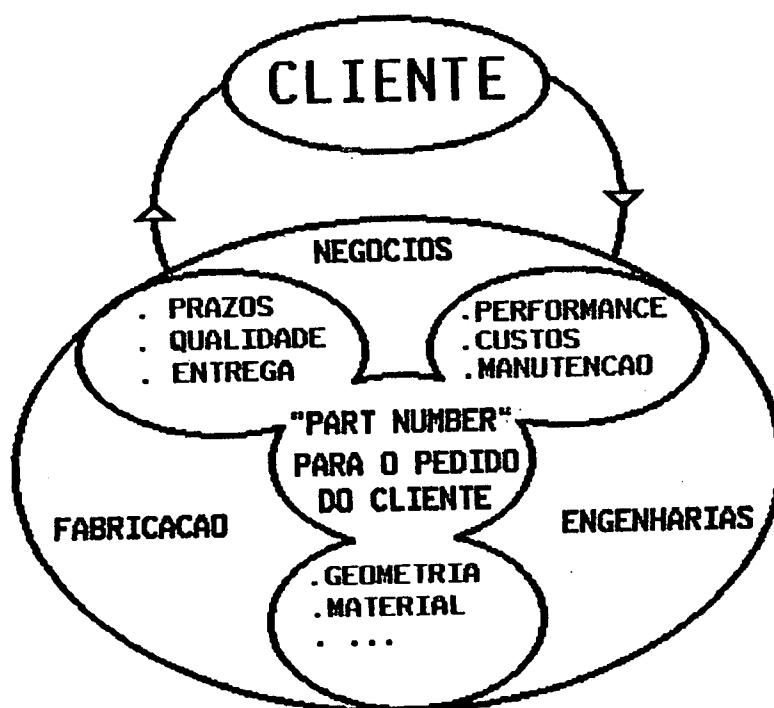 CLIENTE
NEGOCIOS
. PRAZOS
. QUALIDADE
. ENTREGA
.PERFORMANCE
.CUSTOS
.MANUTENCAO
"PART NUMBER"
PARA O PEDIDO
DO CLIENTE
FABRICACAO
ENGENHARIAS
.GEOMETRIA
.MATERIAL
. ...